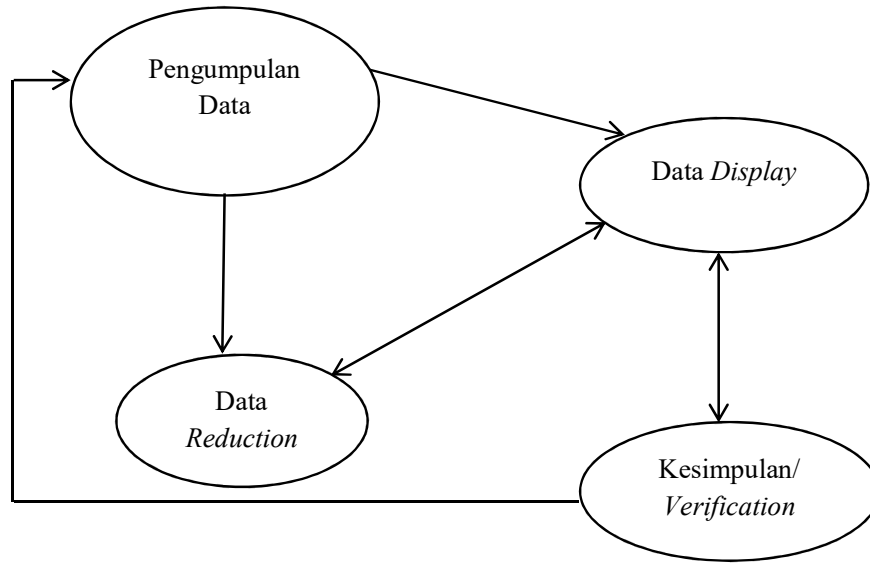 Pengumpulan
Data
Data Display
Data
Reduction
Kesimpulan/
Verification